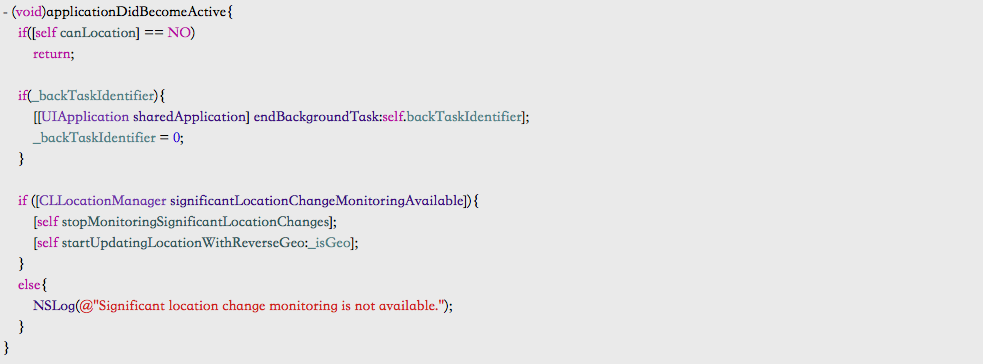 - (void)applicationDidBecomeActive{
    if([self canLocation] == NO)
        return;

    if(_backTaskIdentifier){
        [[UIApplication sharedApplication] endBackgroundTask:self.backTaskIdentifier];
        _backTaskIdentifier = 0;
    }

    if ([CLLocationManager significantLocationChangeMonitoringAvailable]){
        [self stopMonitoringSignificantLocationChanges];
        [self startUpdatingLocationWithReverseGeo:_isGeo];
    }
    else{
        NSLog(@"Significant location change monitoring is not available.");
    }
}